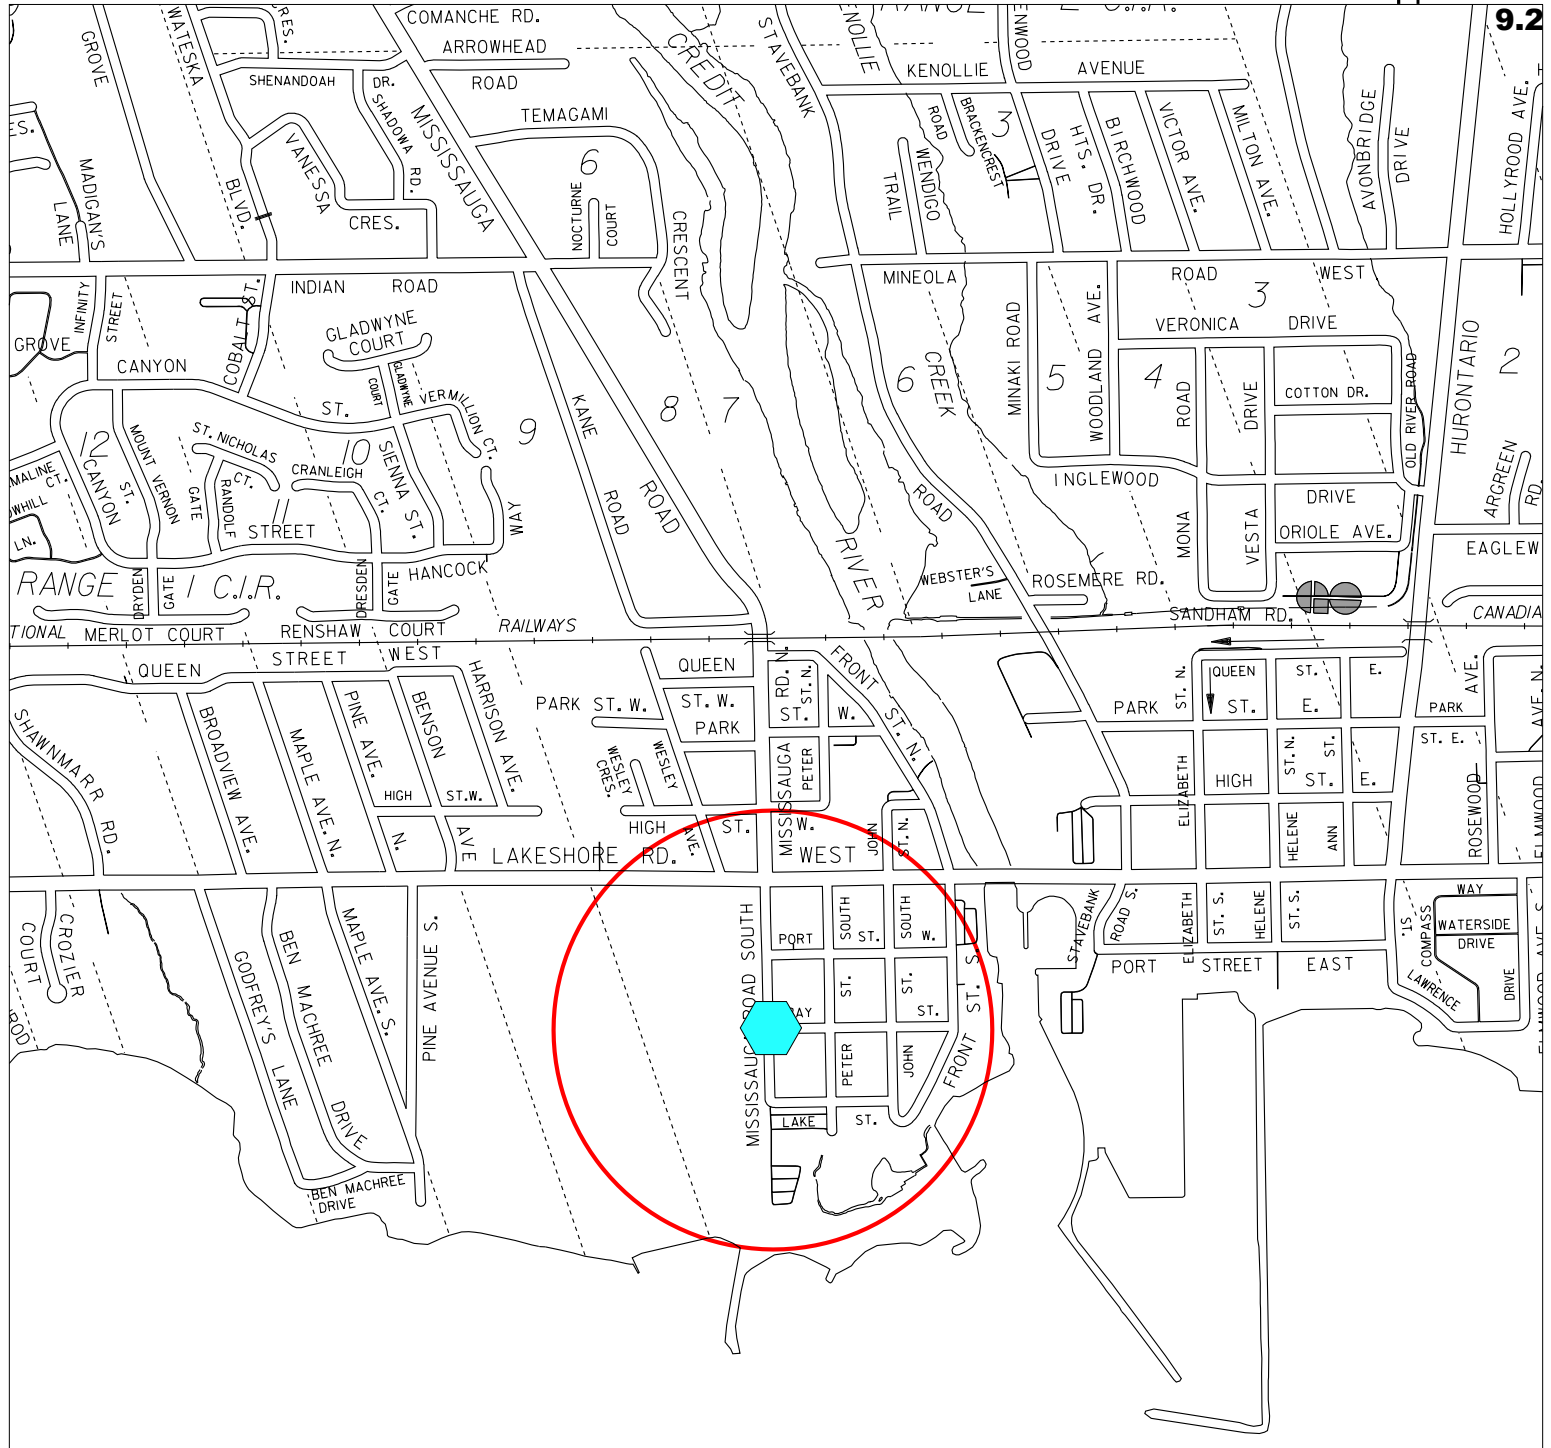 9.2
COMANCHE RD.
ARROWHEAD
ROAD
GROVE
WATESKA
BLVD.
CRES.
SHENANDOAH
DR.
SHADOWA
RD.
MISSISSAUGA
TEMAGAMI
CRESCENT
VANESSA
CRES.
6
NOCTURNE
COURT
CREDIT
STAVEBANK
KENOLLIE
AVENUE
ROAD
BRACKENCREST
3
DRIVE
HTS. DR.
BIRCHWOOD
VICTOR AVE.
MILTON AVE.
AVONBRIDGE
DRIVE
HOLLYROOD AVE.
TRAIL
WENDIGO
MADIGAN'S
LANE
INDIAN
ROAD
MINEOLA
ROAD
WEST
3
INFINITY
STREET
COBALT ST.
GROVE
CANYON
ST.
GLADWYNE
COURT
GLADWYNE
COURT
VERMILLION CT.
VERONICA
DRIVE
MINAKI ROAD
WOODLAND
AVE.
5
4
6
CREEK
8
7
9
KANE
ROAD
ROAD
MONA
ROAD
VESTA
DRIVE
COTTON DR.
OLD RIVER ROAD
HURONTARIO
2
ARGREEN
RD.
12
CANYON
ST.
MOUNT VERNON
GATE
ST. NICHOLAS
CT.
RANDOLF
CRANLEIGH
CT.
10
11
SIENNA
ST.
STREET
WAY
HANCOCK
INGLEWOOD
DRIVE
ORIOLE AVE.
EAGLEW
LN.
RANGE 1 C.I.R.
DRYDEN
GATE
DRESDEN
GATE
RIVER
ROAD
WEBSTER'S
LANE
ROSEMERE RD.
SANDHAM RD.
CANADIA
TIONAL
MERLOT COURT
RENSHAW COURT
RAILWAYS
QUEEN
STREET
WEST
HARRISON AVE.
SHAWNMARR
RD.
BROADVIEW
AVE.
MAPLE AVE. N.
PINE AVE.
N.
BENSON
AVE
HIGH
ST.W.
PARK ST. W.
QUEEN
ST. W.
PARK
ST.
W.
WESLEY
CRES.
WESLEY
AVE.
MISSISSAUGA
RD. N.
PETER
ST. N.
FRONT
ST. N.
HIGH
ST.
W.
JOHN
ST. N.
PARK
ST.
E.
ELIZABETH
ST. N.
QUEEN
ST.
E.
HIGH
ST.
E.
HELENE
ST.N.
ANN
ST.
PARK
ST. E.
ROSEWOOD
AVE.
AVE. N.
LAKESHORE RD. WEST
COURT
CROZIER
GODFREY'S
LANE
BEN
MACHREE
DRIVE
MAPLE AVE. S.
PINE AVENUE S.
BEN MACHREE
DRIVE
PORT
ST.
W.
SOUTH
SOUTH
ST.
PETER
ST.
JOHN
ST.
LAKE
ST.
FRONT
ST. S.
STAVEBANK
ROAD S.
ELIZABETH
ST. S.
HELENE
ST. S.
PORT
STREET
EAST
COMPASS
ST.
WAY
WATERSIDE
DRIVE
LAWRENCE
DRIVE